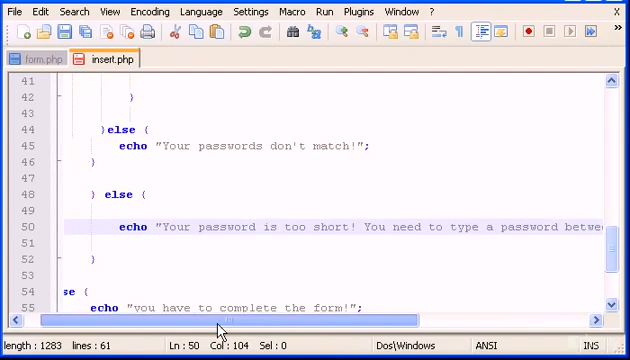 File Edit Search View Encoding Language Settings Macro Run Plugins Window ?
form.php insert.php
41
42 }
43
44 }else {
45 echo "Your passwords don't match!";
46 }
47
48 } else {
49
50 echo "Your password is too short! You need to type a password betwe
51
52 }
53
54 se {
55 echo "you have to complete the form!";
length : 1283 lines : 61 Ln : 50 Col : 104 Sel : 0 Dos\Windows ANSI INS